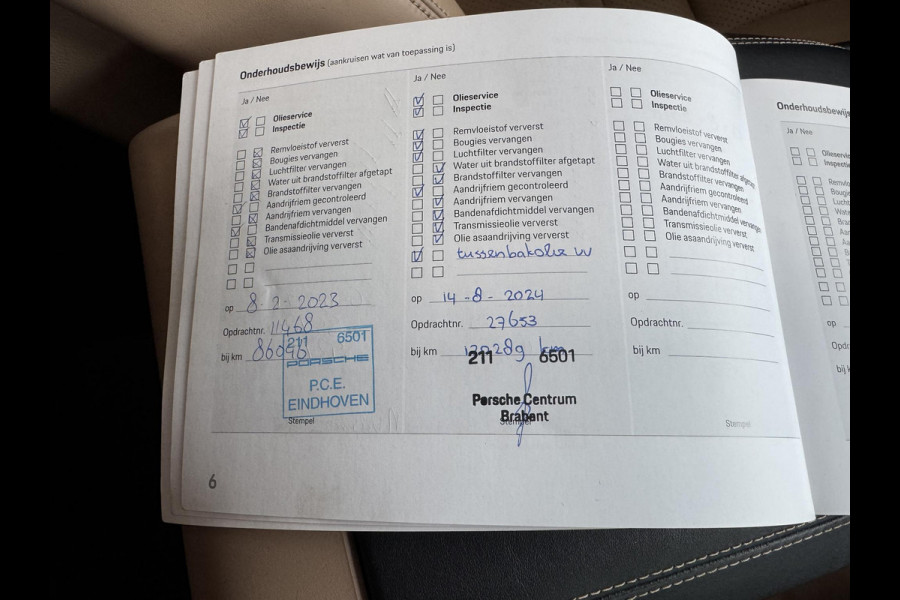 Onderhoudsbewijs (aankruisen wat van toepassing is)
Ja / Nee
Olieservice
Inspectie
Remvloeistof ververst
Bougies vervangen
Luchtfilter vervangen
Water uit brandstoffilter afgetapt
Brandstoffilter vervangen
Aandrijfriem gecontroleerd
Aandrijfriem vervangen
Bandenafdichtmiddel vervangen
Transmissieolie ververst
Olie asaandrijving ververst
op 8-2-2023
Opdrachtnr. 11468
bij km 86046
211 6501
PORSCHE
P.C.E.
EINDHOVEN
Stempel
Ja / Nee
Olieservice
Inspectie
Remvloeistof ververst
Bougies vervangen
Luchtfilter vervangen
Water uit brandstoffilter afgetapt
Brandstoffilter vervangen
Aandrijfriem gecontroleerd
Aandrijfriem vervangen
Bandenafdichtmiddel vervangen
Transmissieolie ververst
Olie asaandrijving ververst
op 14-8-2024
Opdrachtnr. 27653
bij km
211 6501
Porsche Centrum
Brabant
Ja / Nee
Olieservice
Inspectie
Remvloeistof ververst
Bougies vervangen
Luchtfilter vervangen
Water uit brandstoffilter afgetapt
Brandstoffilter vervangen
Aandrijfriem gecontroleerd
Aandrijfriem vervangen
Bandenafdichtmiddel vervangen
Transmissieolie ververst
Olie asaandrijving ververst
op
Opdrachtnr.
bij km
Stempel
6
Onderhoudsbewijs
Ja / Nee
op